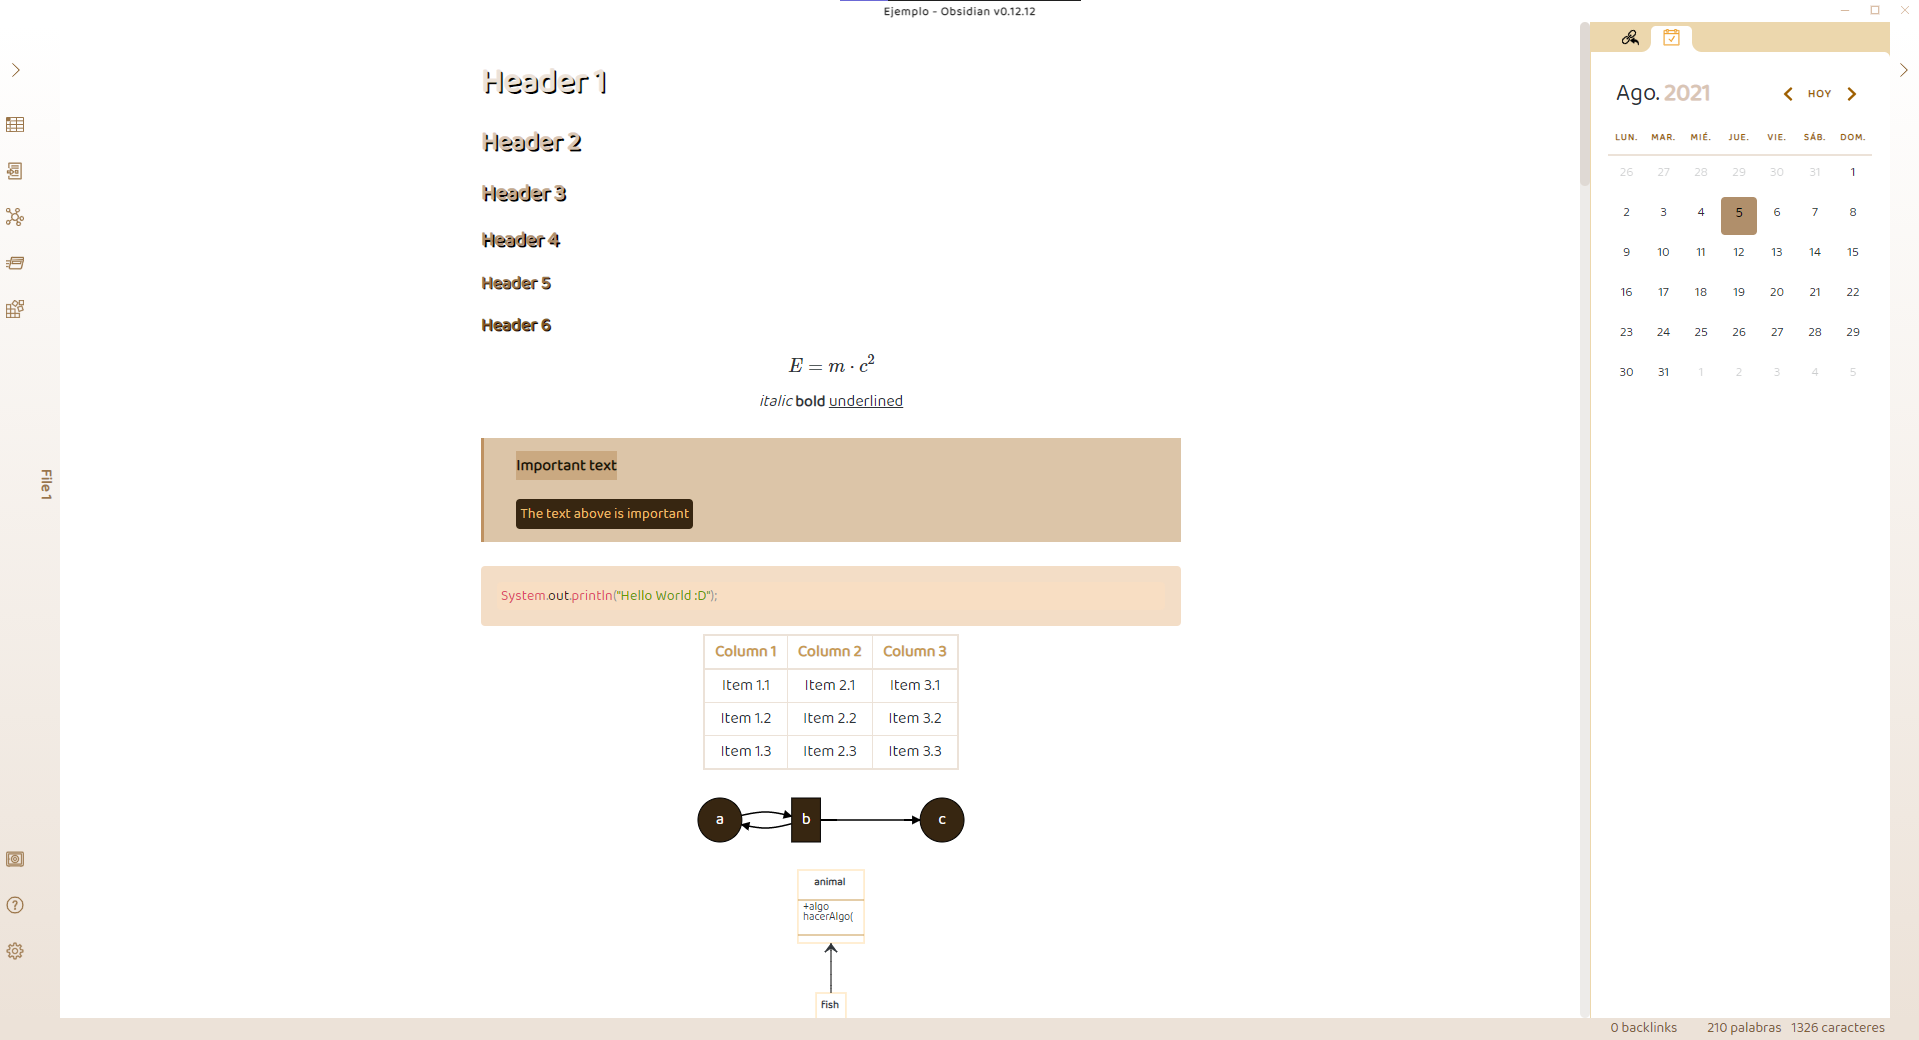 Ejemplo - Obsidian v0.12.12
Header 1
Header 2
Header 3
Header 4
Header 5
Header 6
E = m · c²
italic bold underlined
Important text
The text above is important
System.out.println("Hello World :D");
Column 1 Column 2 Column 3
Item 1.1 Item 2.1 Item 3.1
Item 1.2 Item 2.2 Item 3.2
Item 1.3 Item 2.3 Item 3.3
a b c
animal
+algo
hacerAlgo(
Fish
File 1
Ago. 2021 HOY
LUN. MAR. MIÉ. JUE. VIE. SÁB. DOM.
26 27 28 29 30 31 1
2 3 4 5 6 7 8
9 10 11 12 13 14 15
16 17 18 19 20 21 22
23 24 25 26 27 28 29
30 31 1 2 3 4 5
0 backlinks 210 palabras 1326 caracteres